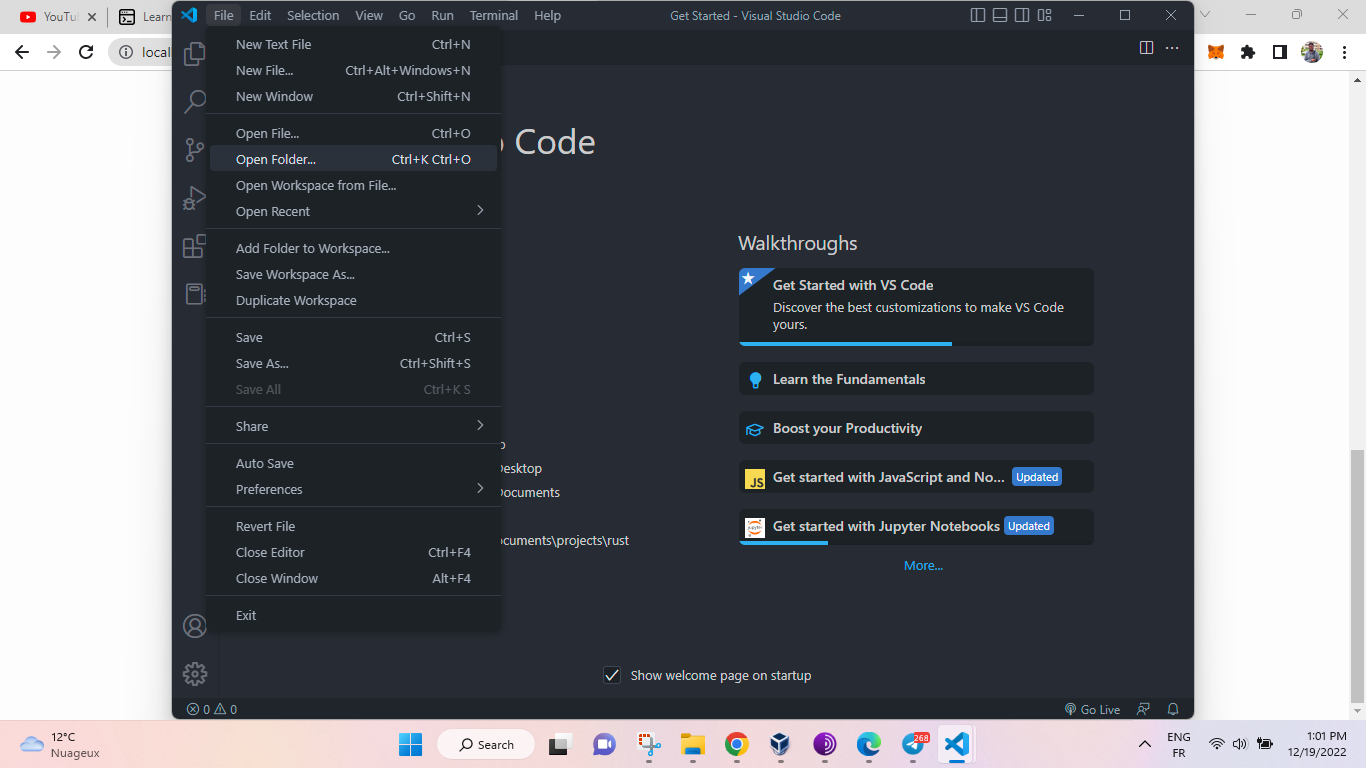 YouTu
Learn
File Edit Selection View Go Run Terminal Help
Get Started - Visual Studio Code
local
New Text File Ctrl+N
New File... Ctrl+Alt+Windows+N
New Window Ctrl+Shift+N
Open File... Ctrl+O
Open Folder... Ctrl+K Ctrl+O
Open Workspace from File...
Open Recent
Add Folder to Workspace...
Save Workspace As...
Duplicate Workspace
Save Ctrl+S
Save As... Ctrl+Shift+S
Save All Ctrl+K S
Share
Auto Save
Preferences
Revert File
Close Editor Ctrl+F4
Close Window Alt+F4
Exit
Code
Desktop
Documents
ocuments\projects\rust
Walkthroughs
Get Started with VS Code
Discover the best customizations to make VS Code
yours.
Learn the Fundamentals
Boost your Productivity
JS
Get started with JavaScript and No... Updated
jupyter
Get started with Jupyter Notebooks Updated
More...
Show welcome page on startup
0 0
Go Live
12°C
Nuageux
Search
268
ENG
FR
1:01 PM
12/19/2022